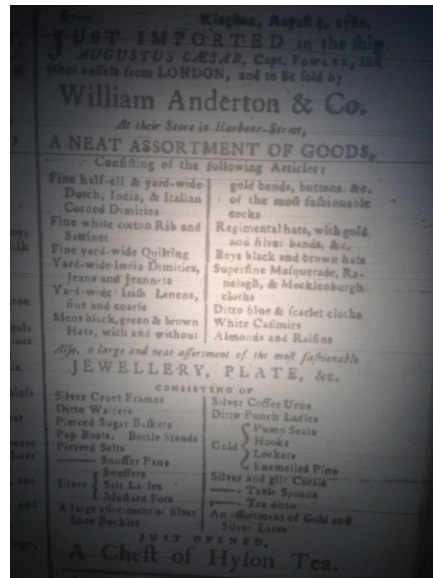 67— Kingston, August 4, 1780.
JUST IMPORTED in the ship
AUGUSTUS CÆSAR, Capt. Fowler, and
other vessels from LONDON, and to be sold by
William Anderton & Co.
At their Store in Harbour-Street,
A NEAT ASSORTMENT OF GOODS,
Consisting of the following Articles:
Fine half-ell & yard-wide
Dutch, India, & Italian
Corded Dimities
Fine white cotton Rib and
Sattinet
Fine yard-wide Quilting
Yard-wide India Dimities,
Jeans and Jeannets
Yard-wide Irish Linens,
fine and coarse
Mens black, green & brown
Hats, with and without
gold bands, buttons, &c.
of the most fashionable
cocks
Regimental hats, with gold
and silver bands, &c.
Boys black and brown hats
Superfine Masquerade, Ra-
nelagh, & Mecklenburgh
cloths
Ditto blue & scarlet cloths
White Casimirs
Almonds and Raisins
Also, a large and neat assortment of the most fashionable
JEWELLERY, PLATE, &c.
CONSISTING OF
Silver Cruet Frames
Ditto Waiters
Pierced Sugar Baskets
Pap Boats, Bottle Stands
Pierced Salts
—— Snuffer Pans
Silver { Snuffers
Salt Ladles
Mustard Pots
A large assortment of silver
Shoe Buckles
Silver Coffee Urns
Ditto Punch Ladles
Gold { Pump Seals
Hooks
Lockets
Enamelled Pins
Silver and gilt Corals
—— Table Spoons
—— Tea ditto
An assortment of Gold and
Silver Laces
JUST OPENED,
A Chest of Hyson Tea.